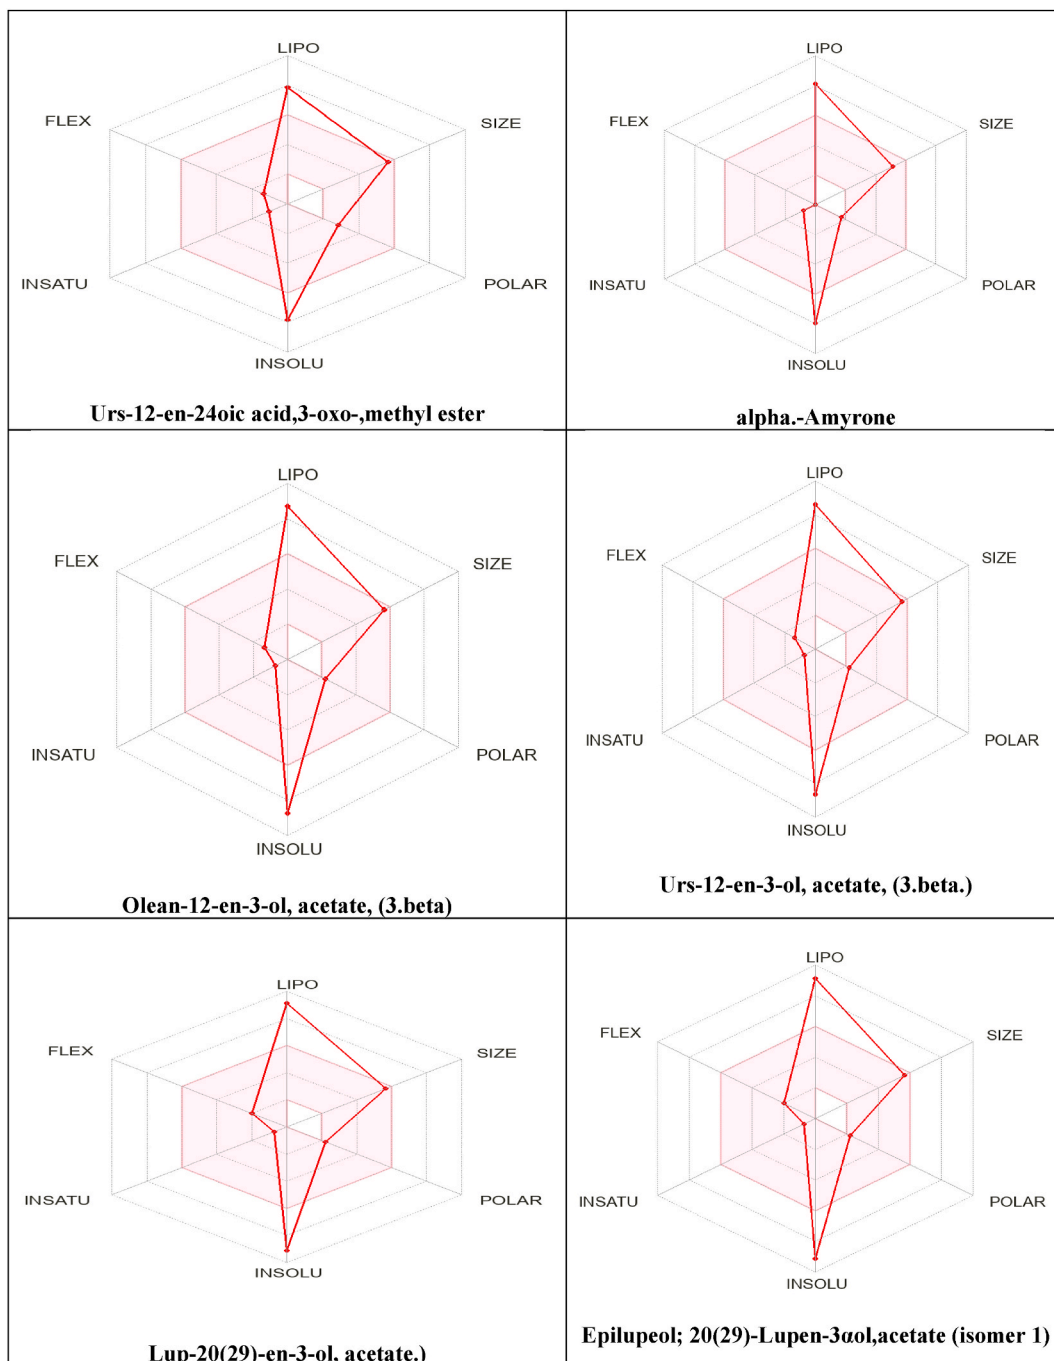 LIPO
FLEX
SIZE
INSATU
POLAR
INSOLU
Urs-12-en-24oic acid,3-oxo-,methyl ester
LIPO
FLEX
SIZE
INSATU
POLAR
INSOLU
alpha.-Amyrone
LIPO
FLEX
SIZE
INSATU
POLAR
INSOLU
Olean-12-en-3-ol, acetate, (3.beta)
LIPO
FLEX
SIZE
INSATU
POLAR
INSOLU
Urs-12-en-3-ol, acetate, (3.beta.)
LIPO
FLEX
SIZE
INSATU
POLAR
INSOLU
Lup-20(29)-en-3-ol, acetate.)
LIPO
FLEX
SIZE
INSATU
POLAR
INSOLU
Epilupeol; 20(29)-Lupen-3αol,acetate (isomer 1)